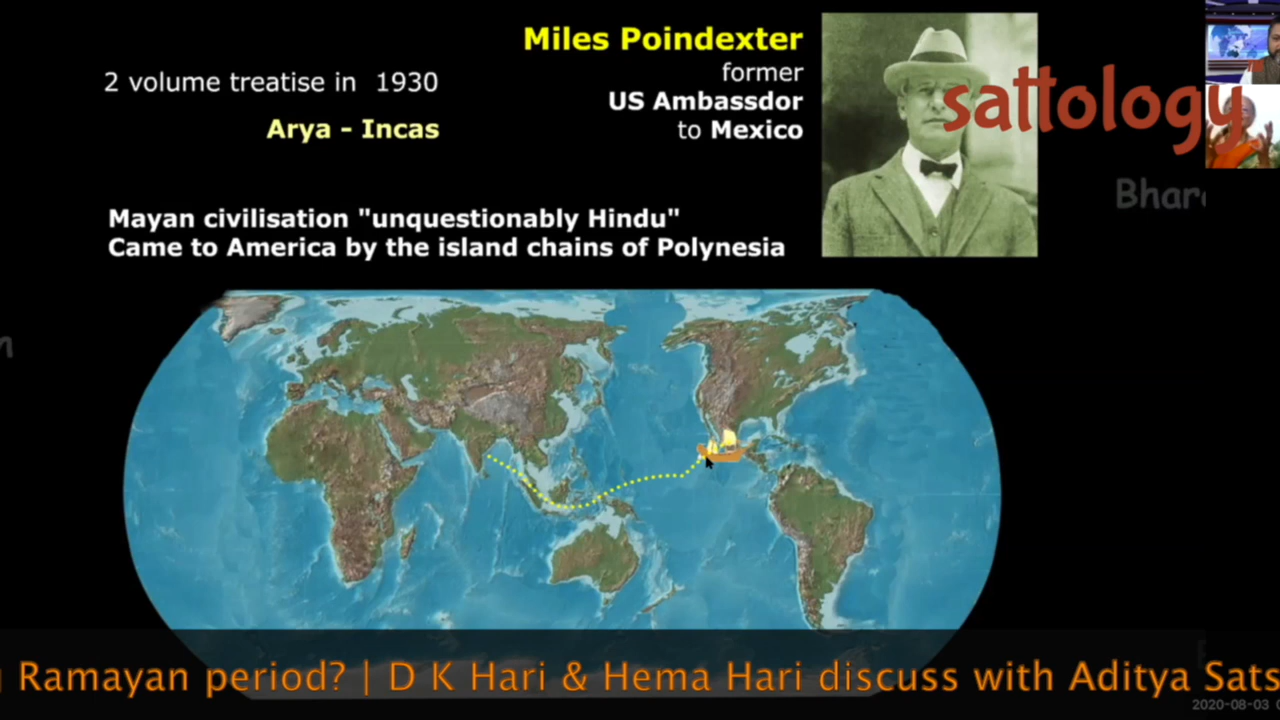 Miles Poindexter
former
US Ambassdor
to Mexico
2 volume treatise in 1930
Arya - Incas
sattology
Mayan civilisation "unquestionably Hindu"
Came to America by the island chains of Polynesia
Ramayan period? | D K Hari & Hema Hari discuss with Aditya Sats
2020-08-03